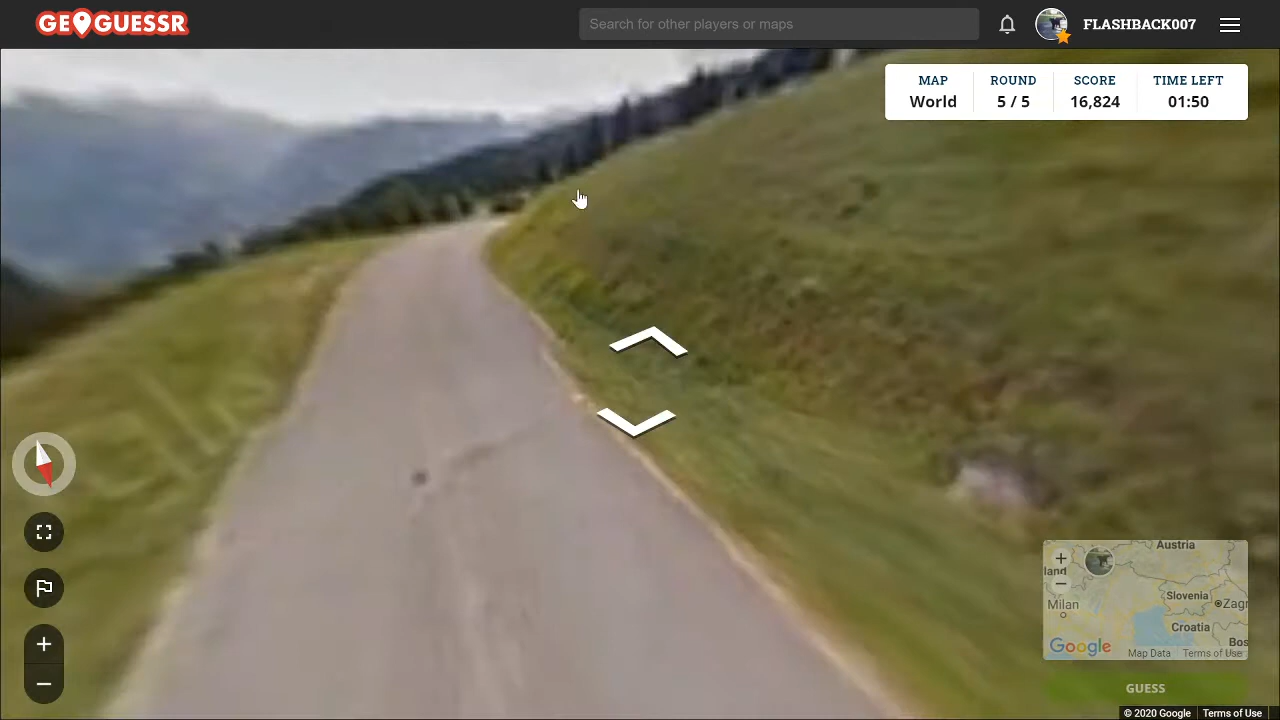 GEOGUESSR
Search for other players or maps
FLASHBACK007
MAP ROUND SCORE TIME LEFT
World 5 / 5 16,824 01:50
Austria
land
Slovenia
Zagr
Milan
Croatia
Bos
Google Map Data Terms of Use
GUESS
© 2020 Google Terms of Use